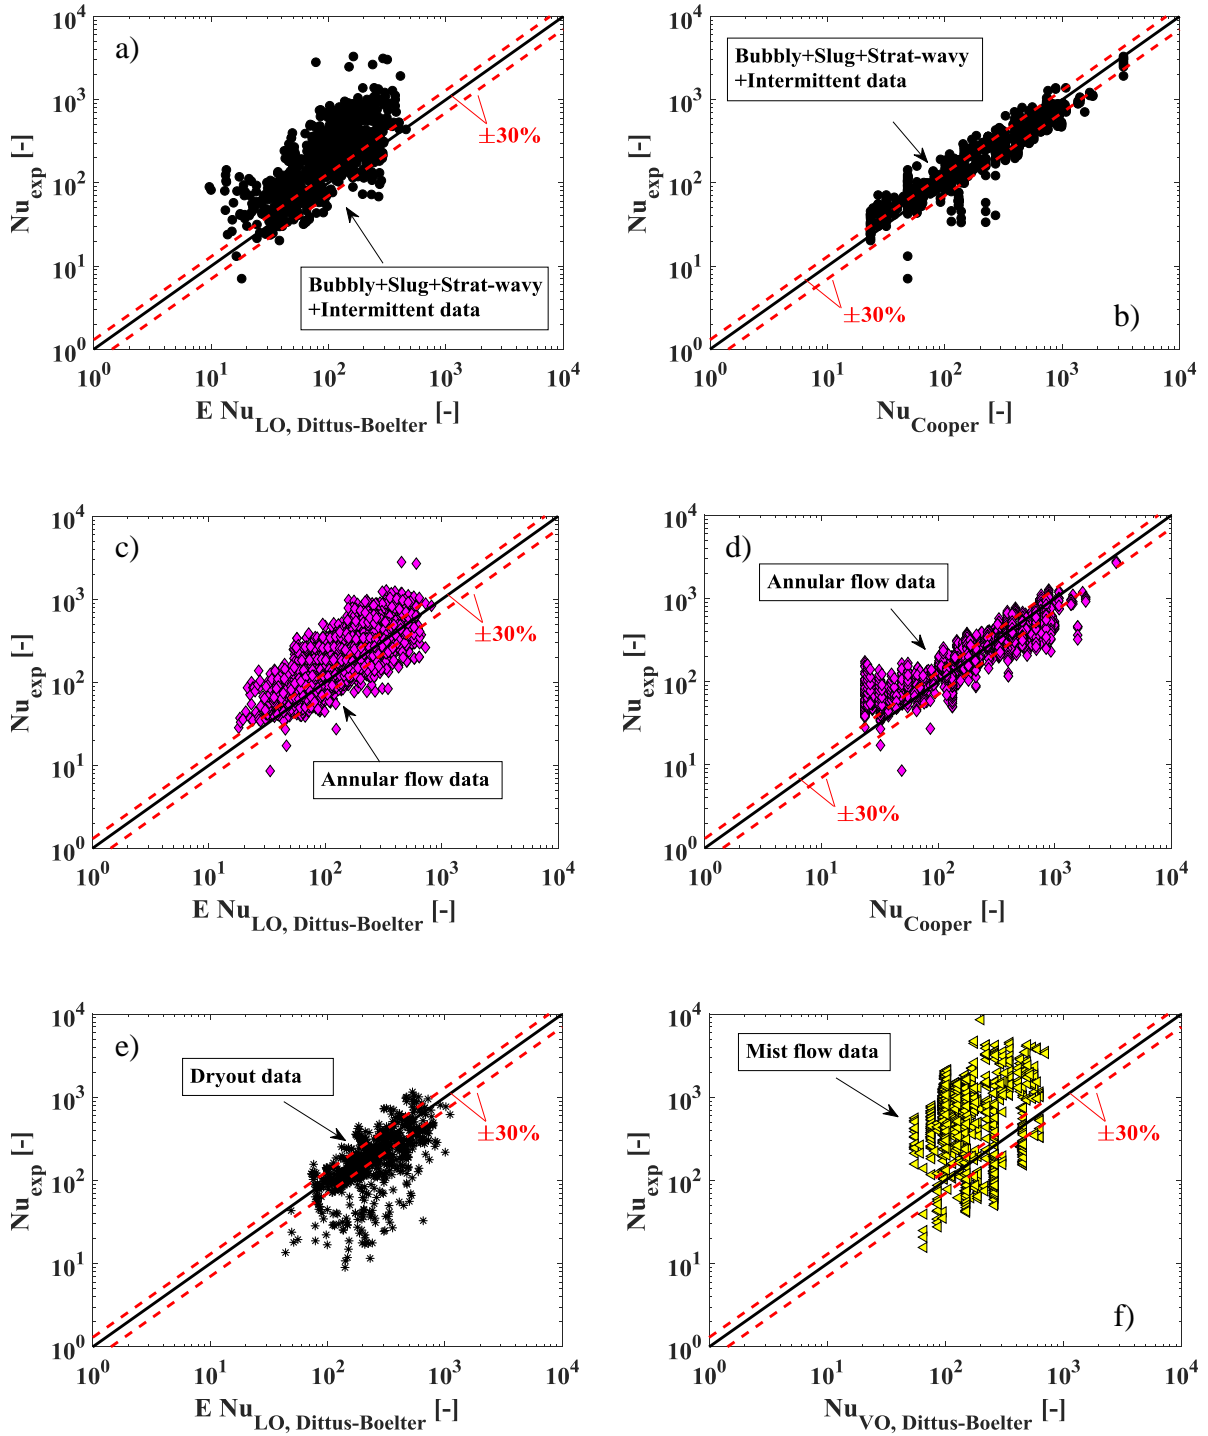 a)
10^4
10^3
10^2
10^1
10^0
Nu_exp [-]
±30%
Bubbly+Slug+Strat-wavy
+Intermittent data
10^0 10^1 10^2 10^3 10^4
E Nu_LO, Dittus-Boelter [-]
10^4
10^3
10^2
10^1
10^0
Nu_exp [-]
Bubbly+Slug+Strat-wavy
+Intermittent data
±30%
b)
10^0 10^1 10^2 10^3 10^4
Nu_Cooper [-]
c)
10^4
10^3
10^2
10^1
10^0
Nu_exp [-]
±30%
Annular flow data
10^0 10^1 10^2 10^3 10^4
E Nu_LO, Dittus-Boelter [-]
d)
10^4
10^3
10^2
10^1
10^0
Nu_exp [-]
Annular flow data
±30%
10^0 10^1 10^2 10^3 10^4
Nu_Cooper [-]
e)
10^4
10^3
10^2
10^1
10^0
Nu_exp [-]
Dryout data
±30%
10^0 10^1 10^2 10^3 10^4
E Nu_LO, Dittus-Boelter [-]
10^4
10^3
10^2
10^1
10^0
Nu_exp [-]
Mist flow data
±30%
f)
10^0 10^1 10^2 10^3 10^4
Nu_VO, Dittus-Boelter [-]